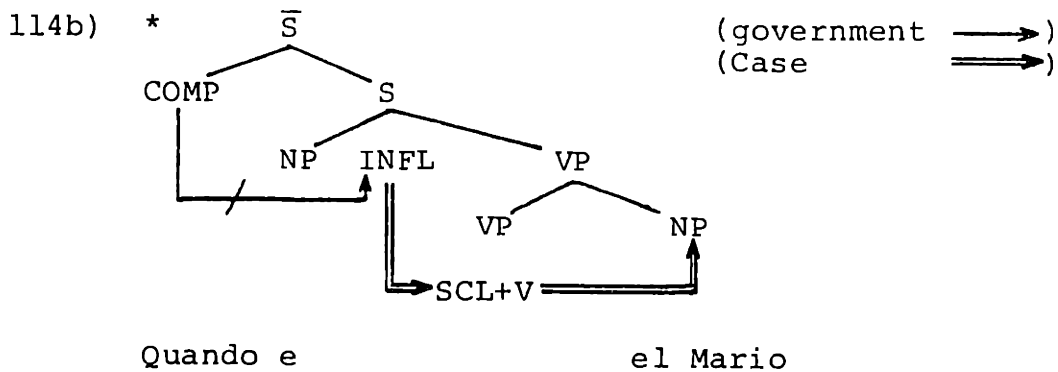 114b) * S̄ (government ⟶)
(Case ⟹)
COMP S
NP INFL VP
VP NP
SCL+V
Quando e el Mario